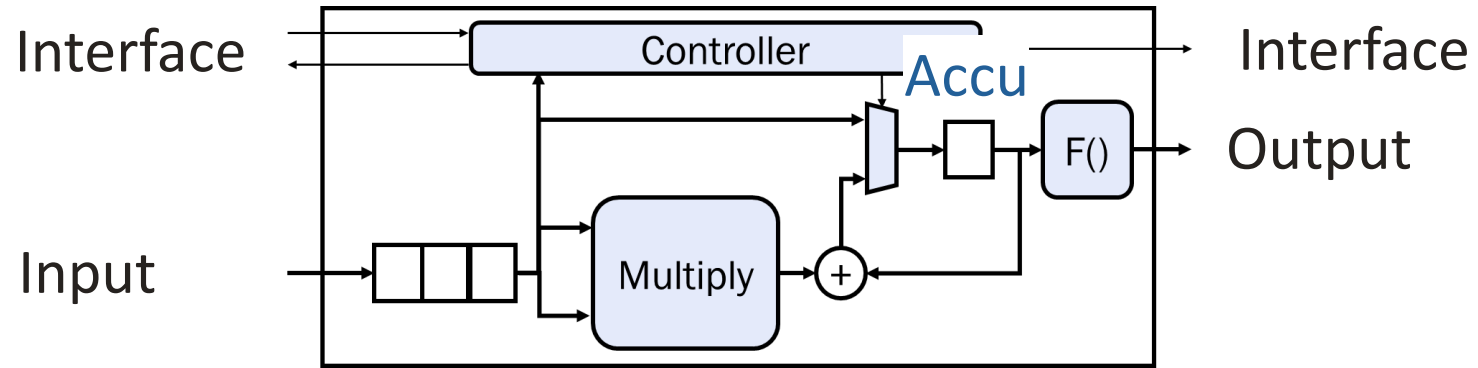 Interface
Controller
Interface
Accu
F()
Output
Input
Multiply
+